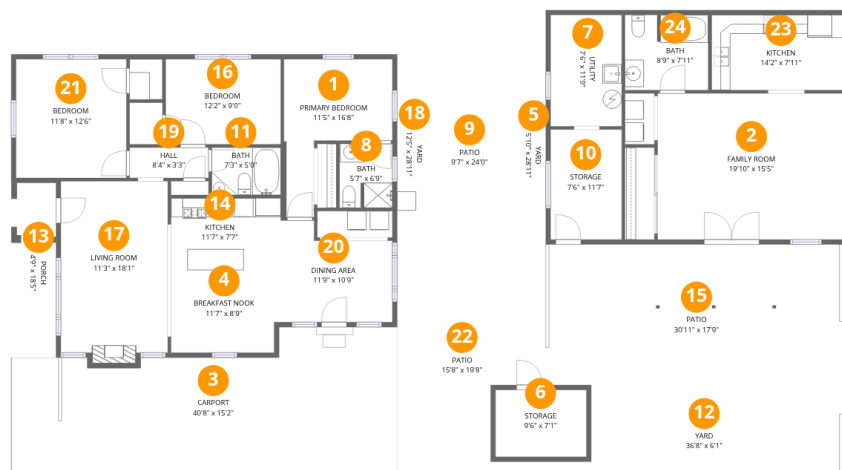 21
BEDROOM
11'8" x 12'6"
16
BEDROOM
12'2" x 9'0"
1
PRIMARY BEDROOM
11'5" x 16'8"
18
YARD
12'5" x 28'11"
19
HALL
8'4" x 3'3"
11
BATH
7'3" x 5'0"
8
BATH
5'7" x 6'9"
14
KITCHEN
11'7" x 7'7"
13
PORCH
4'9" x 18'5"
17
LIVING ROOM
11'3" x 18'1"
4
BREAKFAST NOOK
11'7" x 8'9"
20
DINING AREA
11'9" x 10'9"
3
CARPORT
40'8" x 15'2"
9
PATIO
9'7" x 24'0"
22
PATIO
15'8" x 19'8"
5
YARD
5'10" x 28'11"
7
UTILITY
7'6" x 11'9"
24
BATH
8'9" x 7'11"
23
KITCHEN
14'2" x 7'11"
10
STORAGE
7'6" x 11'7"
2
FAMILY ROOM
19'10" x 15'5"
15
PATIO
30'11" x 17'9"
6
STORAGE
9'6" x 7'1"
12
YARD
36'8" x 6'1"